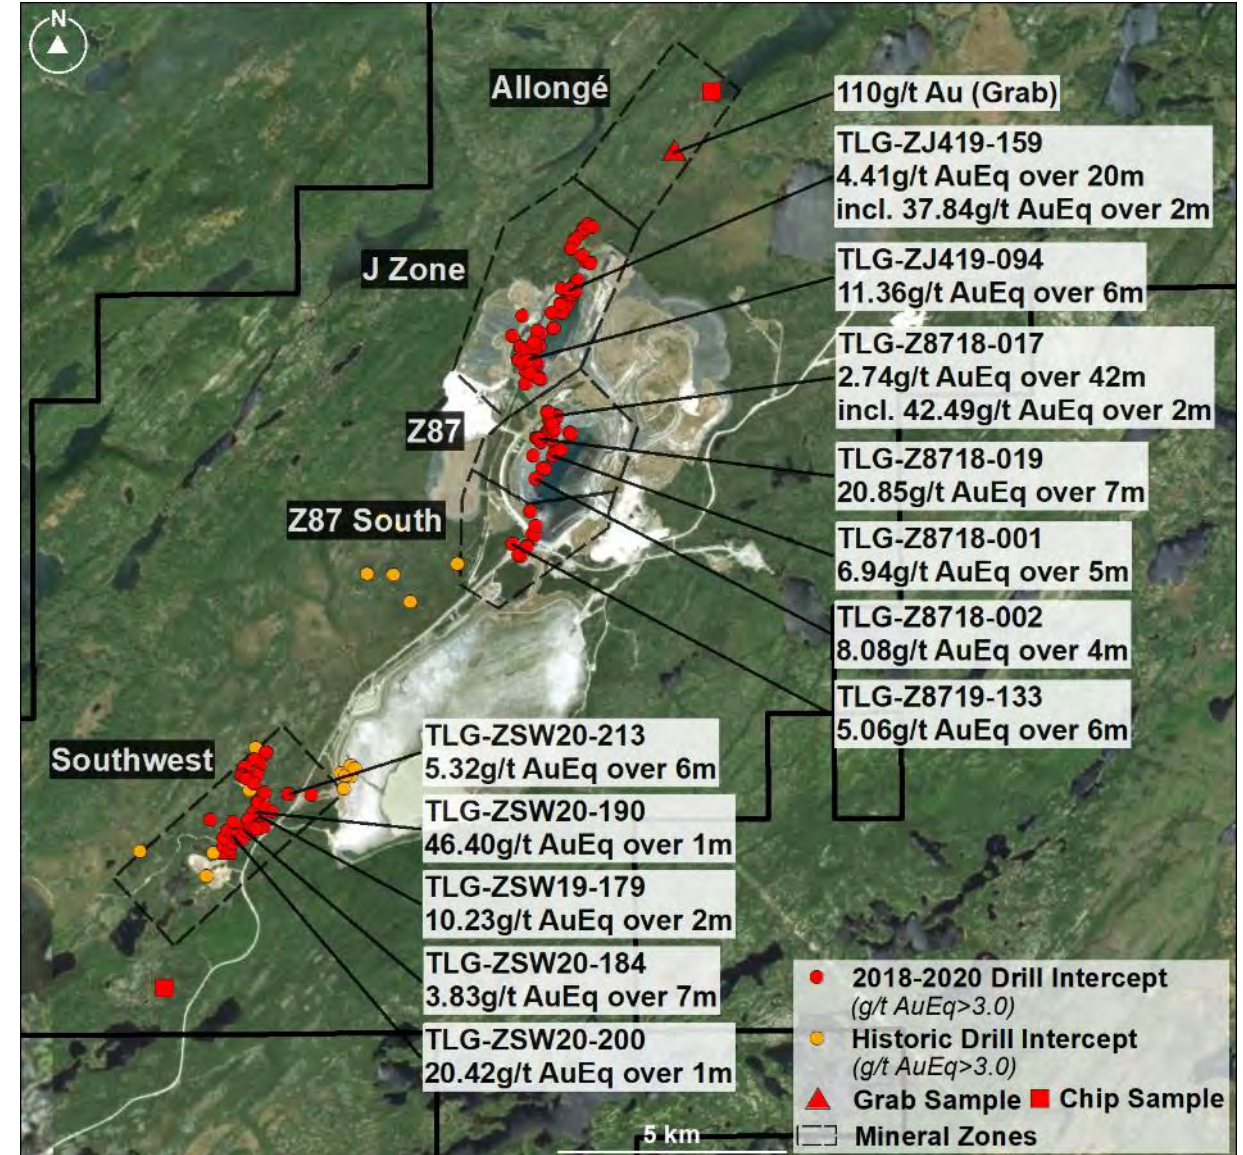 N
Allongé
110g/t Au (Grab)
TLG-ZJ419-159
4.41g/t AuEq over 20m
incl. 37.84g/t AuEq over 2m
J Zone
TLG-ZJ419-094
11.36g/t AuEq over 6m
TLG-Z8718-017
2.74g/t AuEq over 42m
incl. 42.49g/t AuEq over 2m
Z87
TLG-Z8718-019
20.85g/t AuEq over 7m
Z87 South
TLG-Z8718-001
6.94g/t AuEq over 5m
TLG-Z8718-002
8.08g/t AuEq over 4m
TLG-Z8719-133
5.06g/t AuEq over 6m
Southwest
TLG-ZSW20-213
5.32g/t AuEq over 6m
TLG-ZSW20-190
46.40g/t AuEq over 1m
TLG-ZSW19-179
10.23g/t AuEq over 2m
TLG-ZSW20-184
3.83g/t AuEq over 7m
TLG-ZSW20-200
20.42g/t AuEq over 1m
2018-2020 Drill Intercept
(g/t AuEq>3.0)
Historic Drill Intercept
(g/t AuEq>3.0)
Grab Sample
Chip Sample
Mineral Zones
5 km